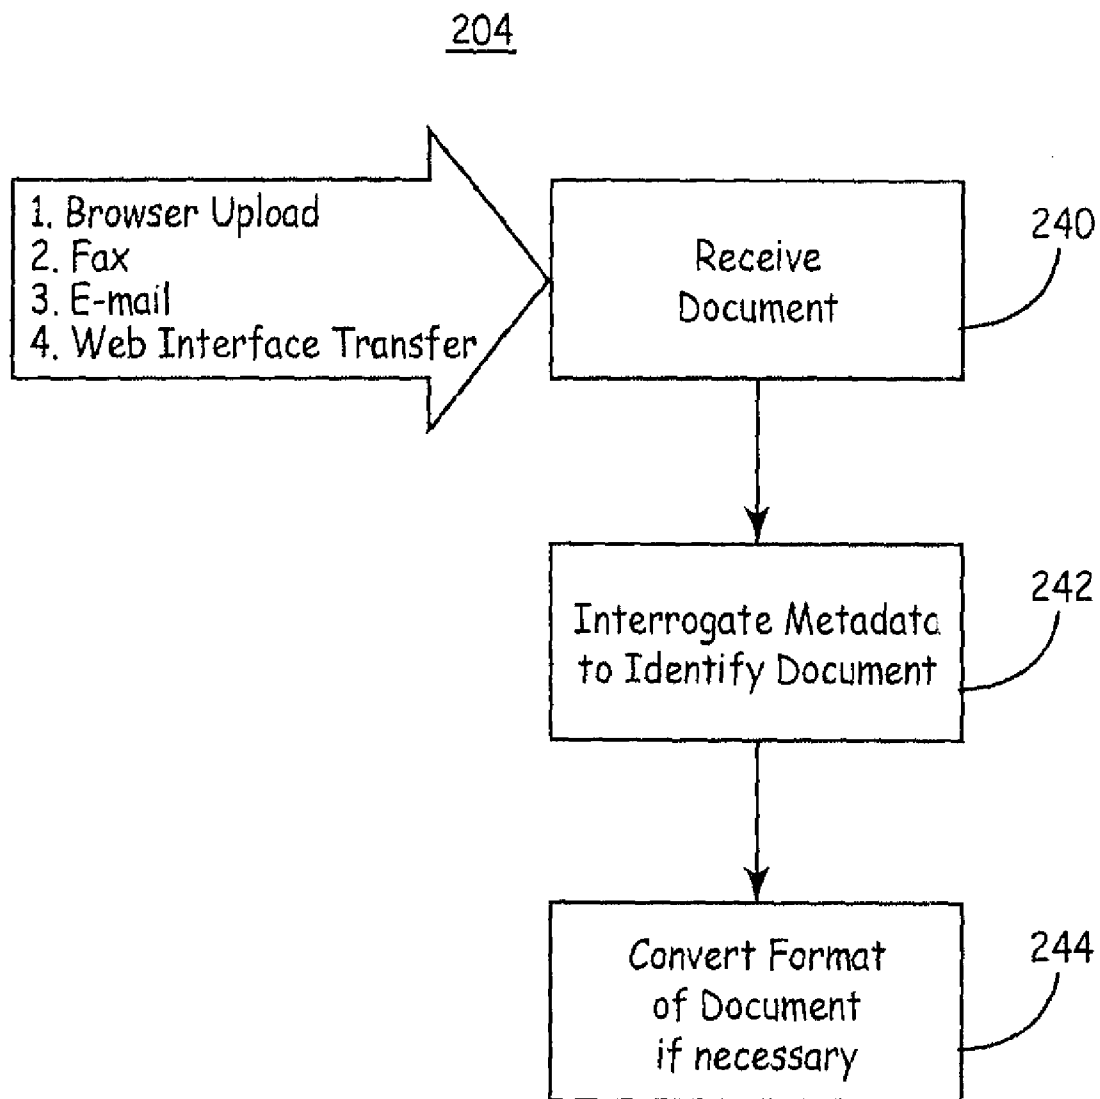 204
1. Browser Upload
2. Fax
3. E-mail
4. Web Interface Transfer
Receive
Document
240
Interrogate Metadata
to Identify Document
242
Convert Format
of Document
if necessary
244